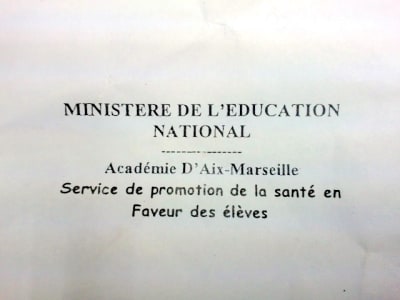 MINISTERE DE L'EDUCATION
NATIONAL
---------------
Académie D'Aix-Marseille
Service de promotion de la santé en
Faveur des élèves